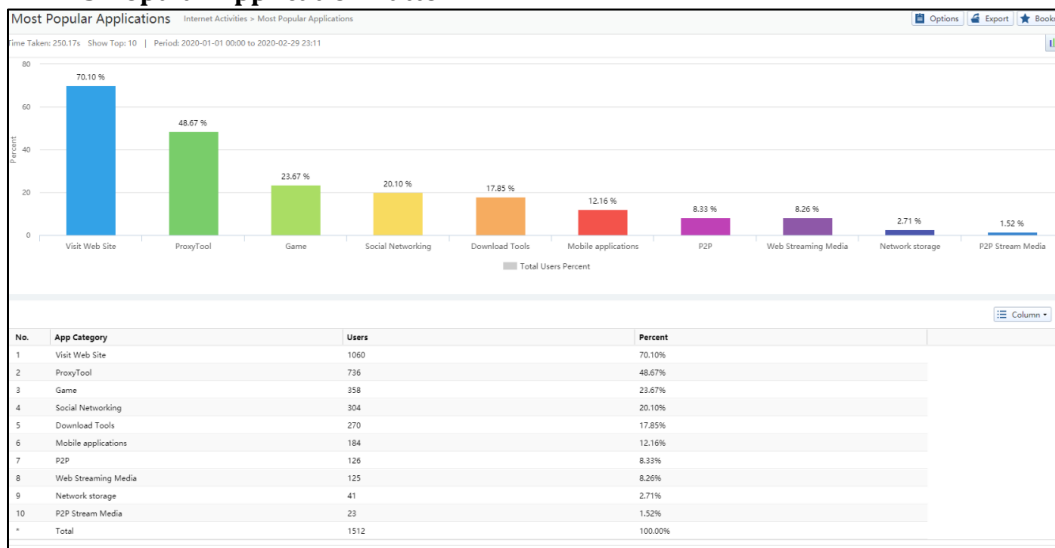 Most Popular Applications Internet Activities > Most Popular Applications Options Export
Time Taken: 250.17s Show Top: 10 | Period: 2020-01-01 00:00 to 2020-02-29 23:11
80
70.10 %
60
48.67 %
Percent
40
23.67 %
20.10 %
20
17.85 %
12.16 %
8.33 %
8.26 %
2.71 %
1.52 %
0
Visit Web Site ProxyTool Game Social Networking Download Tools Mobile applications P2P Web Streaming Media Network storage P2P Stream Media
Total Users Percent
Column
No. App Category Users Percent
1 Visit Web Site 1060 70.10%
2 ProxyTool 736 48.67%
3 Game 358 23.67%
4 Social Networking 304 20.10%
5 Download Tools 270 17.85%
6 Mobile applications 184 12.16%
7 P2P 126 8.33%
8 Web Streaming Media 125 8.26%
9 Network storage 41 2.71%
10 P2P Stream Media 23 1.52%
* Total 1512 100.00%